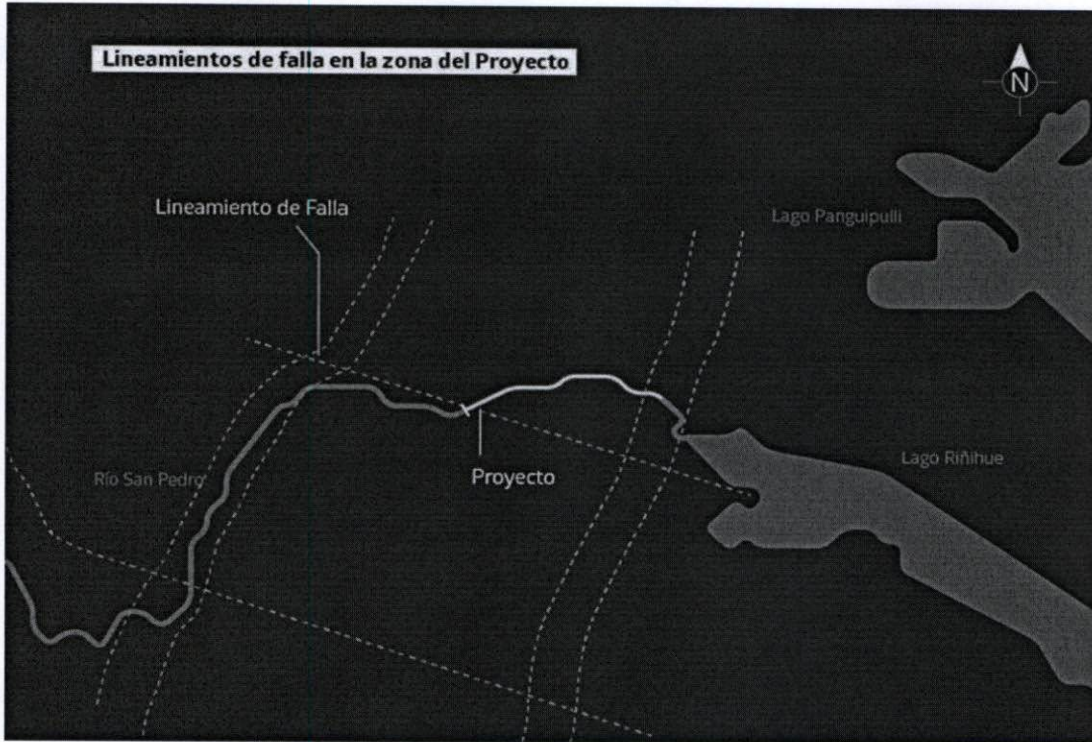 Lineamientos de falla en la zona del Proyecto
N
Lineamiento de Falla
Lago Panguipulli
Río San Pedro
Proyecto
Lago Riñihue